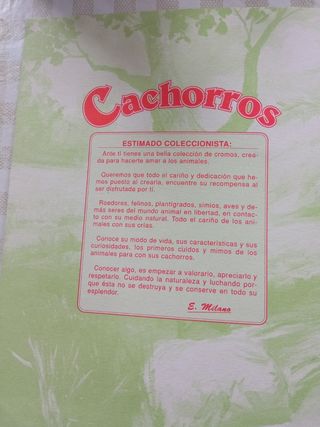 Cachorros
ESTIMADO COLECCIONISTA:
Ante ti tienes una bella colección de cromos, crea-
da para hacerte amar a los animales.
Queremos que todo el cariño y dedicación que he-
mos puesto al crearla, encuentre su recompensa al
ser disfrutada por ti.
Roedores, felinos, plantígrados, simios, aves y de-
más seres del mundo animal en libertad, en contac-
to con su medio natural. Todo el cariño de los ani-
males con sus crías.
Conoce su modo de vida, sus características y sus
curiosidades, los primeros cuidos y mimos de los
animales para con sus cachorros.
Conocer algo, es empezar a valorarlo, apreciarlo y
respetarlo. Cuidando la naturaleza y luchando por-
que ésta no se destruya y se conserve en todo su
esplendor.
E. Milano